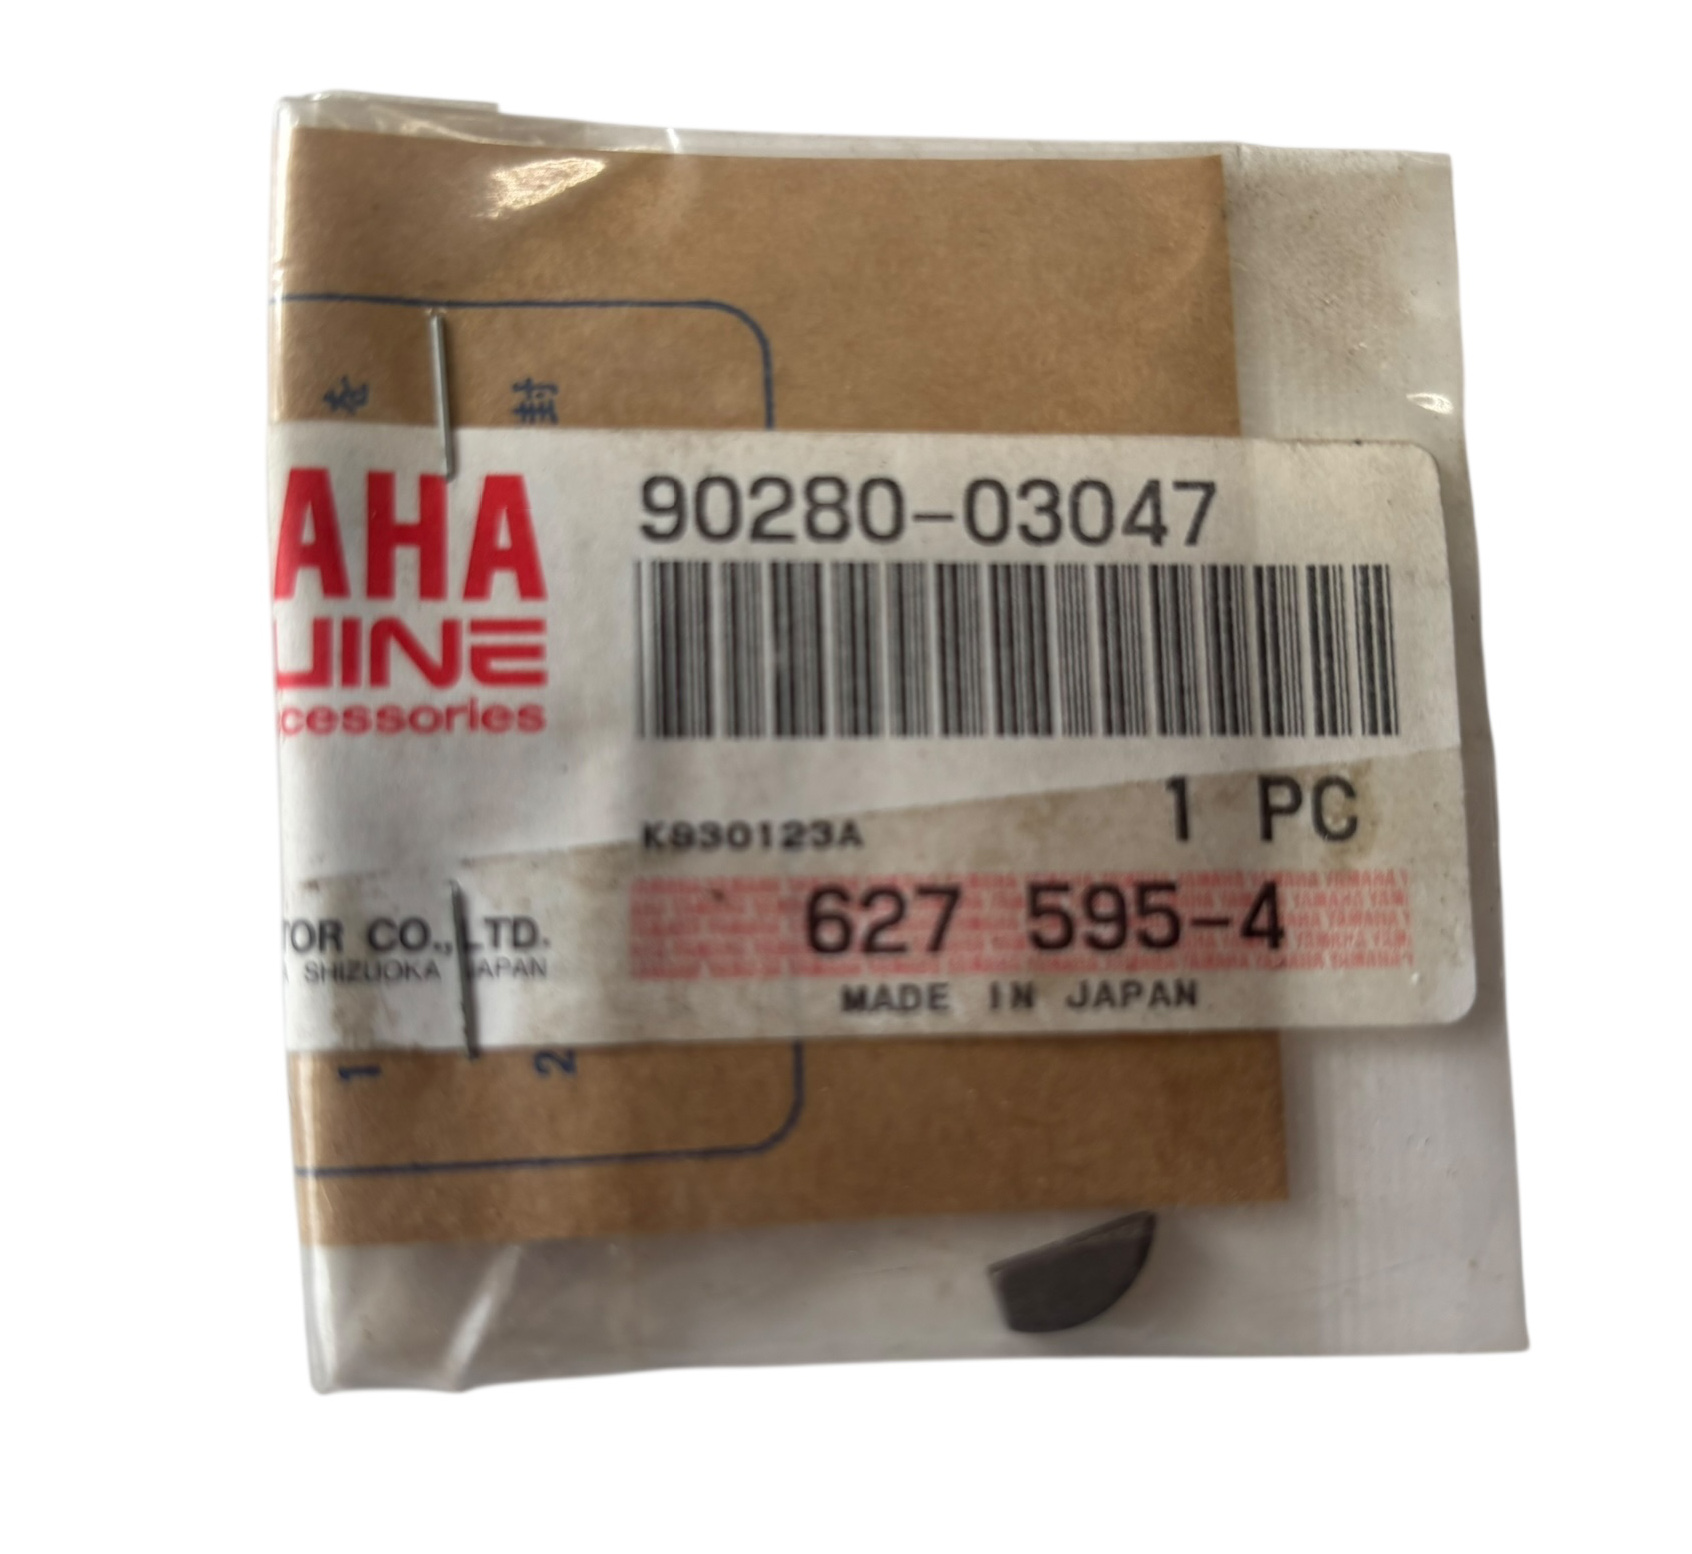 封
AHA
UINE
ccessories
90280-03047
1 PC
K930123A
627 595-4
TOR CO., LTD.
SHIZUOKA JAPAN
MADE IN JAPAN
1
2